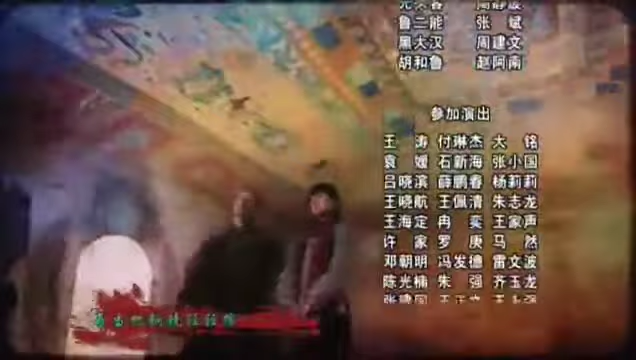 鲁二能 张斌
黑大汉 周建文
胡和鲁 赵阿南
参加演出
王涛 付琳杰 大铭
袁媛 石新海 张小国
吕晓滨 薛鹏春 杨莉莉
王晓航 王佩清 朱志龙
王海定 冉奕 王家声
许家 罗庚 马然
邓朝明 冯发德 雷文波
陈光楠 朱强 齐玉龙